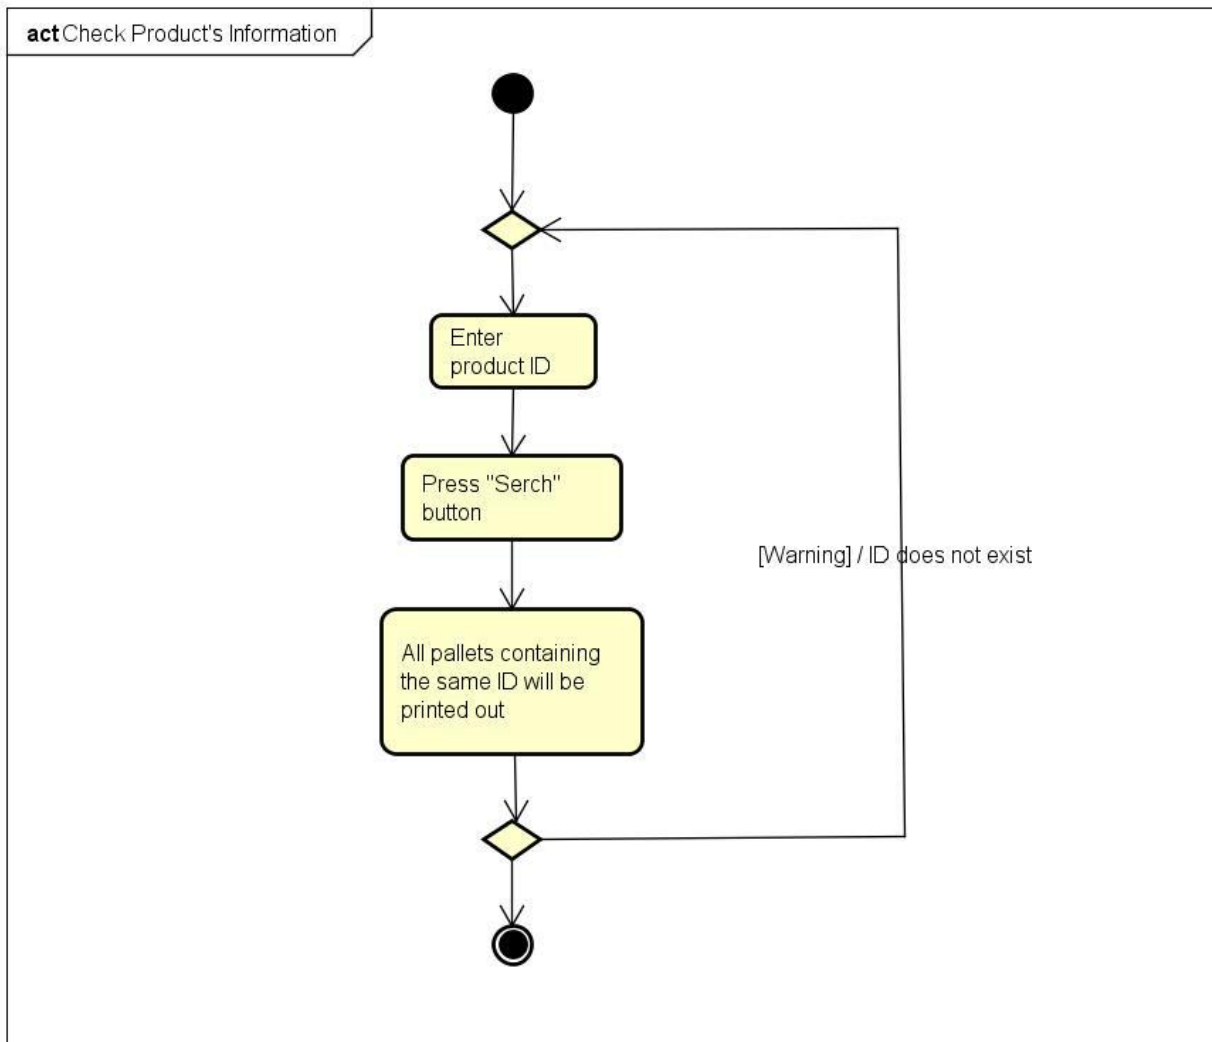 act Check Product's Information
Enter
product ID
Press "Serch"
button
[Warning] / ID does not exist
All pallets containing
the same ID will be
printed out